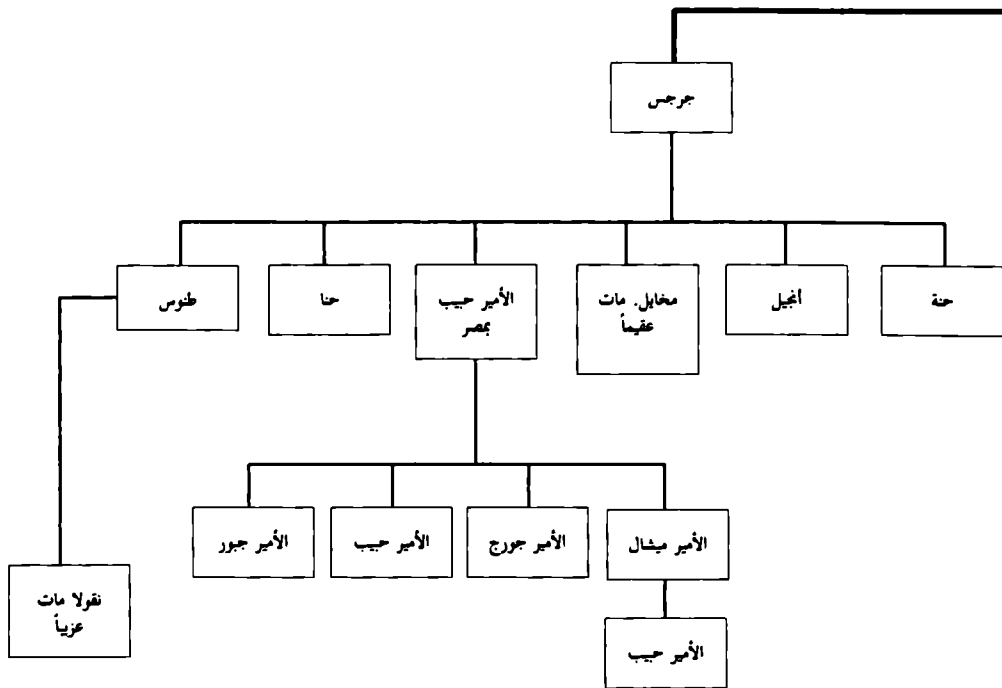 جرجس
حنة
أنجيل
مخايل. مات
عقيماً
الأمير حبيب
بمصر
حنا
طنوس
الأمير ميشال
الأمير جورج
الأمير حبيب
الأمير جبور
الأمير حبيب
نقولا مات
عزبياً